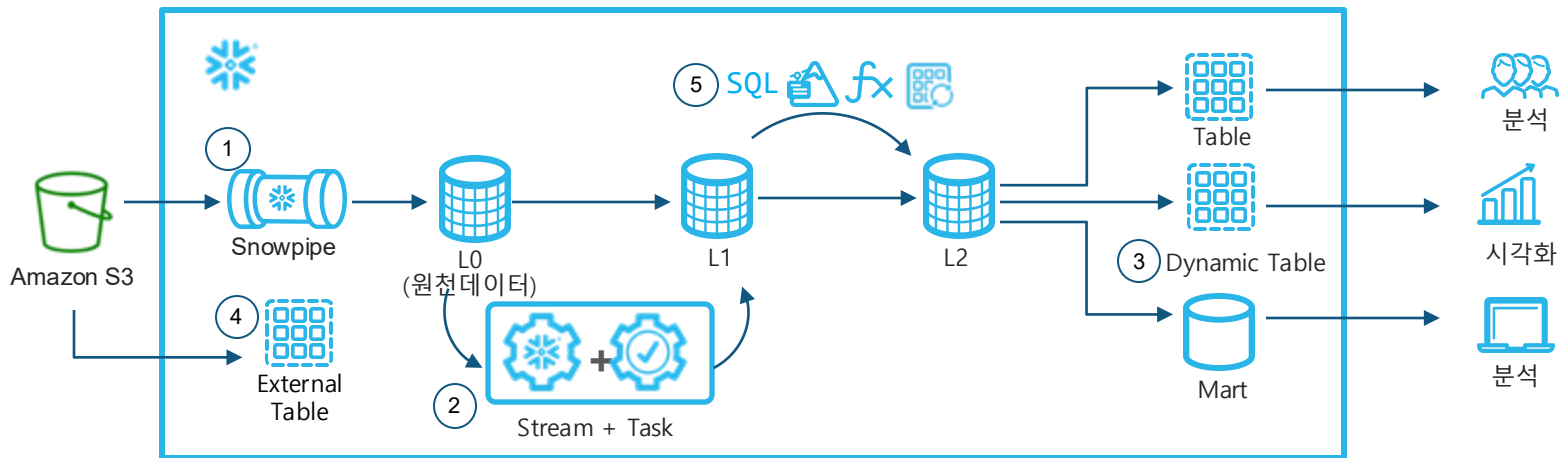 5 SQL fx
Table
분석
1
Snowpipe
L0
(원천데이터)
L1
L2
3 Dynamic Table
시각화
Amazon S3
4
External
Table
2
Stream + Task
+
Mart
분석